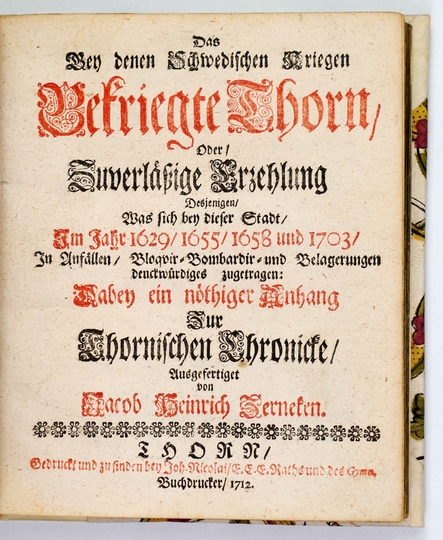 Das
Bey denen Schwedischen Kriegen
Bekriegte Thorn/
Oder/
Zuverläßige Erzehlung
Desjenigen/
Was sich bey dieser Stadt/
Im Jahr 1629/ 1655/ 1658 und 1703/
In Anfällen/ Bloqvir-Bombardir-und Belagerungen
denckwürdiges zugetragen:
Dabey ein nöthiger Anhang
Zur
Thornischen Chronicke/
Ausgefertiget
von
Jacob Heinrich Zerneken.
THORN/
Gedruckt und zu finden bey Joh. Nicolai/ E. E. E. Raths und des Gymn.
Buchdrucker/ 1712.